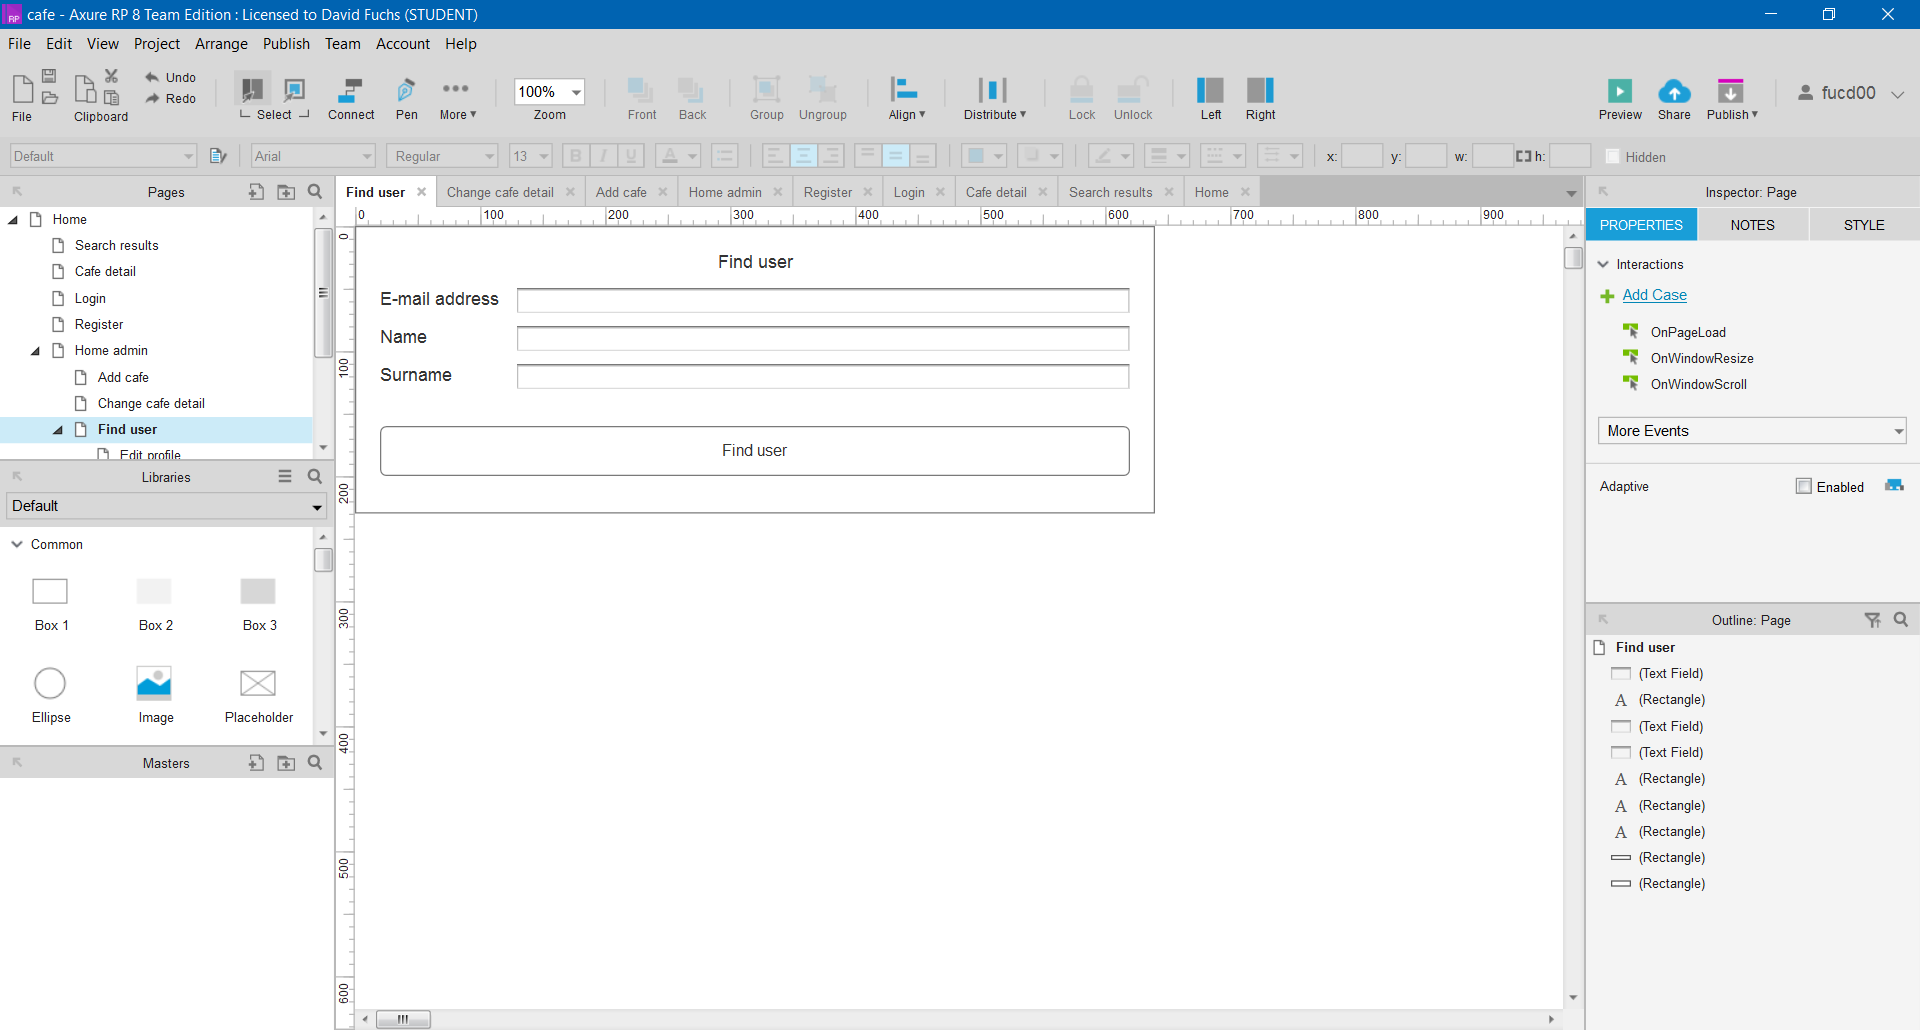 cafe - Axure RP 8 Team Edition : Licensed to David Fuchs (STUDENT)
File Edit View Project Arrange Publish Team Account Help
Undo
Redo
100%
fucd00
File Clipboard Select Connect Pen More Zoom Front Back Group Ungroup Align Distribute Lock Unlock Left Right Preview Share Publish
Default Arial Regular 13 B I U A x: y: w: h: Hidden
Pages
Home
Search results
Cafe detail
Login
Register
Home admin
Add cafe
Change cafe detail
Find user
Edit profile
Libraries
Default
Common
Box 1 Box 2 Box 3
Ellipse Image Placeholder
Masters
Find user Change cafe detail Add cafe Home admin Register Login Cafe detail Search results Home
0 100 200 300 400 500 600 700 800 900
0
100
200
300
400
500
600
Find user
E-mail address
Name
Surname
Find user
Inspector: Page
PROPERTIES NOTES STYLE
Interactions
Add Case
OnPageLoad
OnWindowResize
OnWindowScroll
More Events
Adaptive Enabled
Outline: Page
Find user
(Text Field)
A (Rectangle)
(Text Field)
(Text Field)
A (Rectangle)
A (Rectangle)
A (Rectangle)
(Rectangle)
(Rectangle)